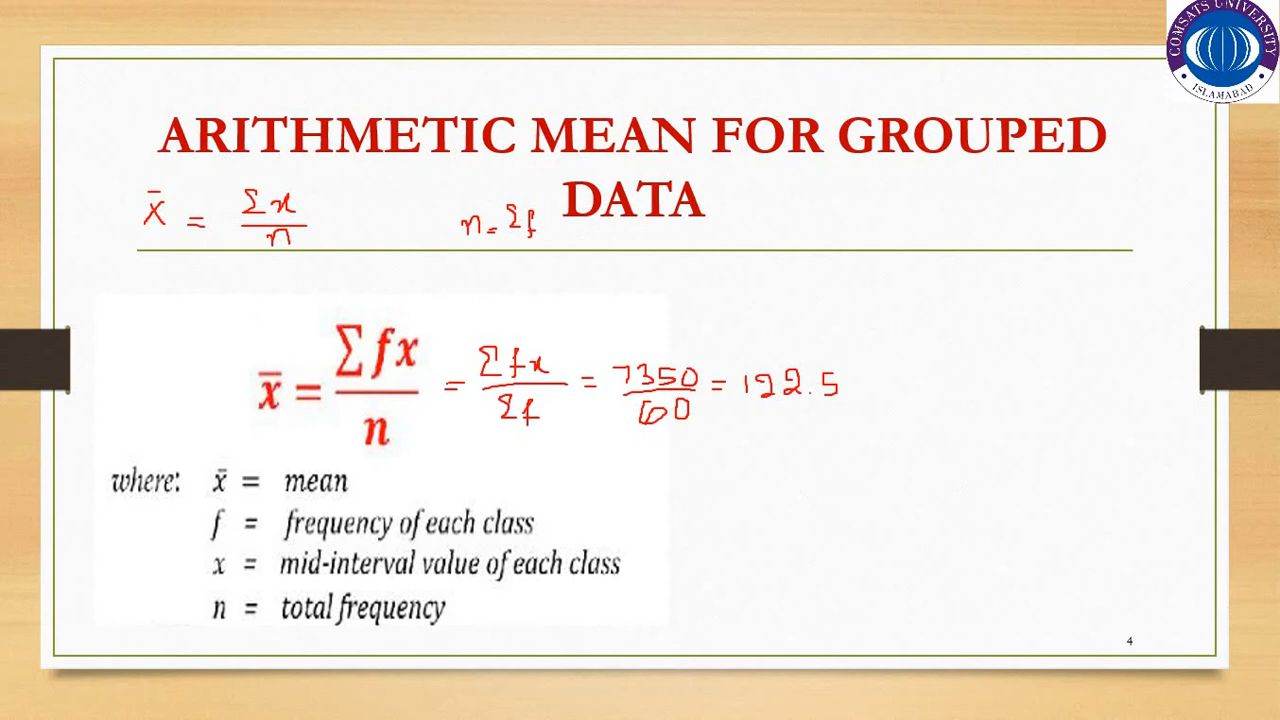 COMSATS UNIVERSITY
ISLAMABAD
ARITHMETIC MEAN FOR GROUPED
DATA
X̄ = Σx / n
n = Σf
x̄ = Σfx / n = Σfx / Σf = 7350 / 60 = 122.5
where: x̄ = mean
f = frequency of each class
x = mid-interval value of each class
n = total frequency
4